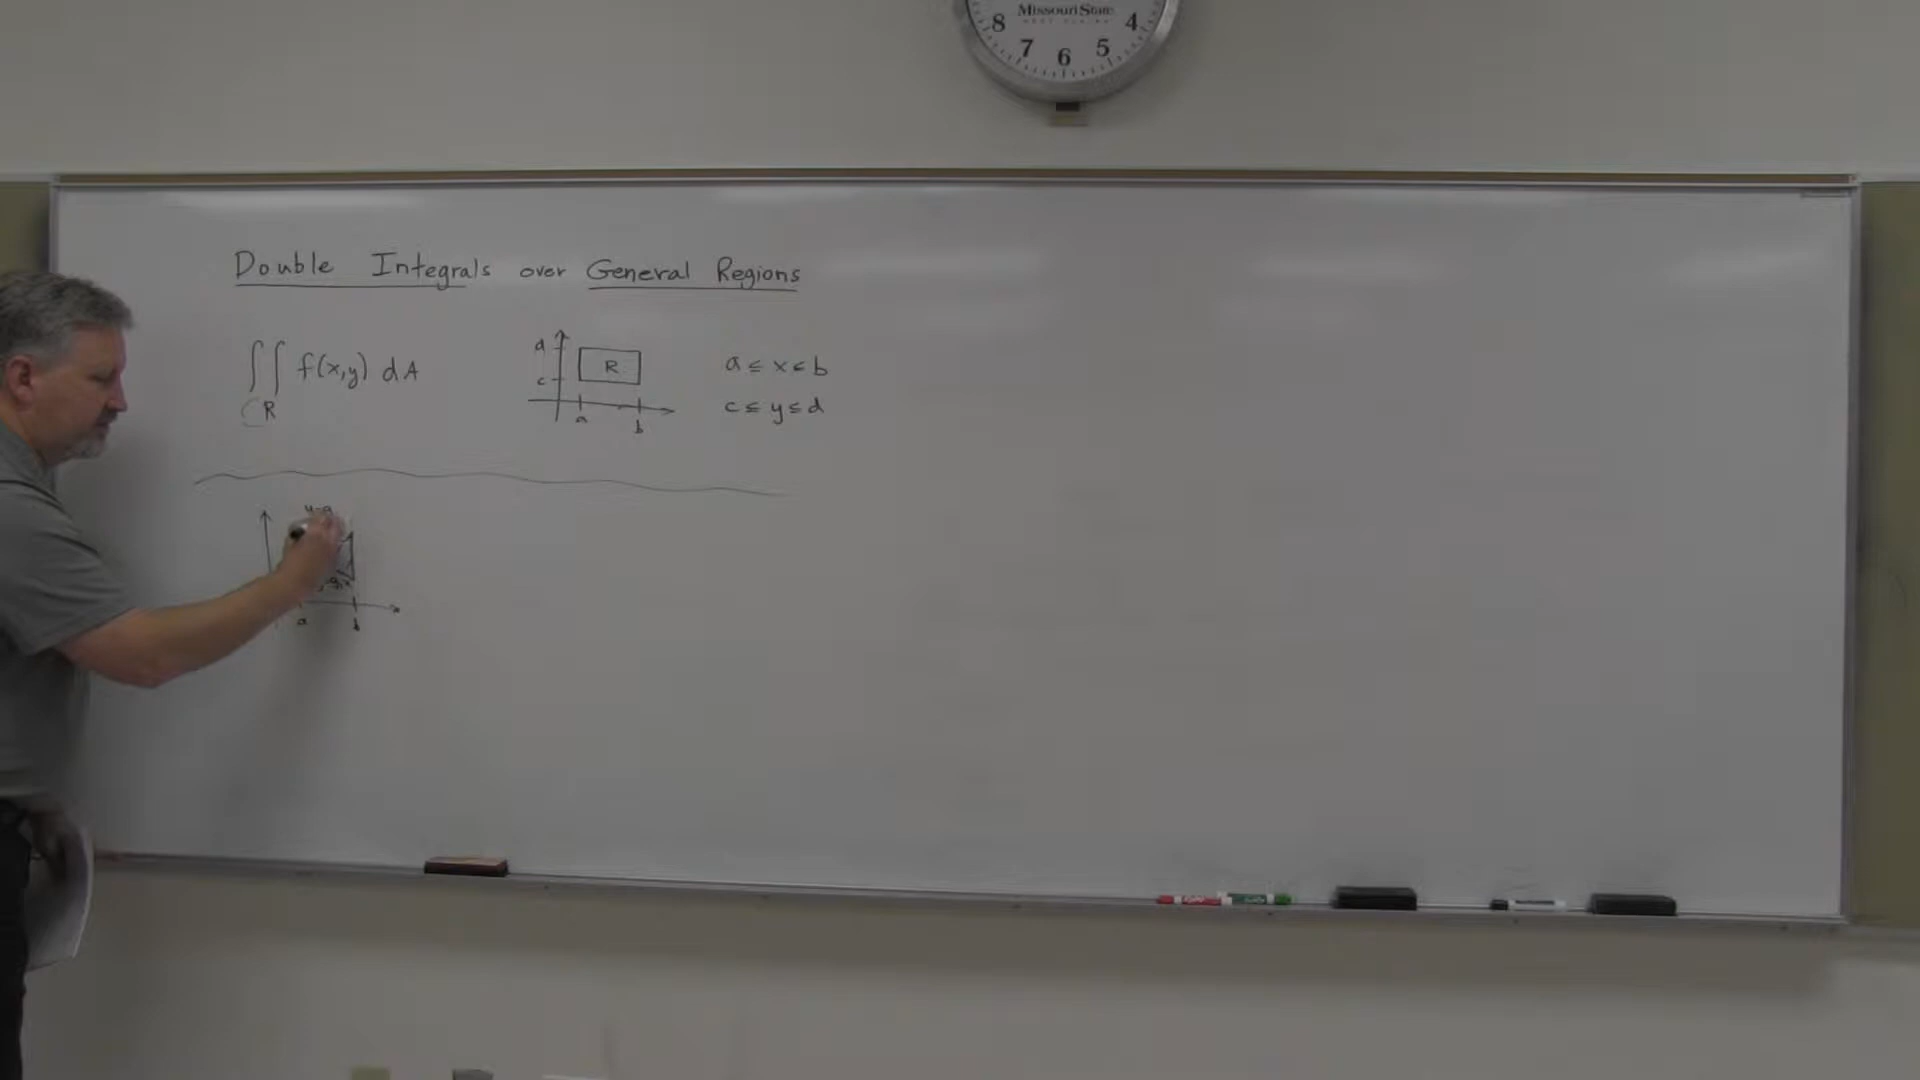 Missouri State
8 7 6 5 4
Double Integrals over General Regions
∫∫ f(x,y) dA
R
d
c
R
a b
a ≤ x ≤ b
c ≤ y ≤ d
a b